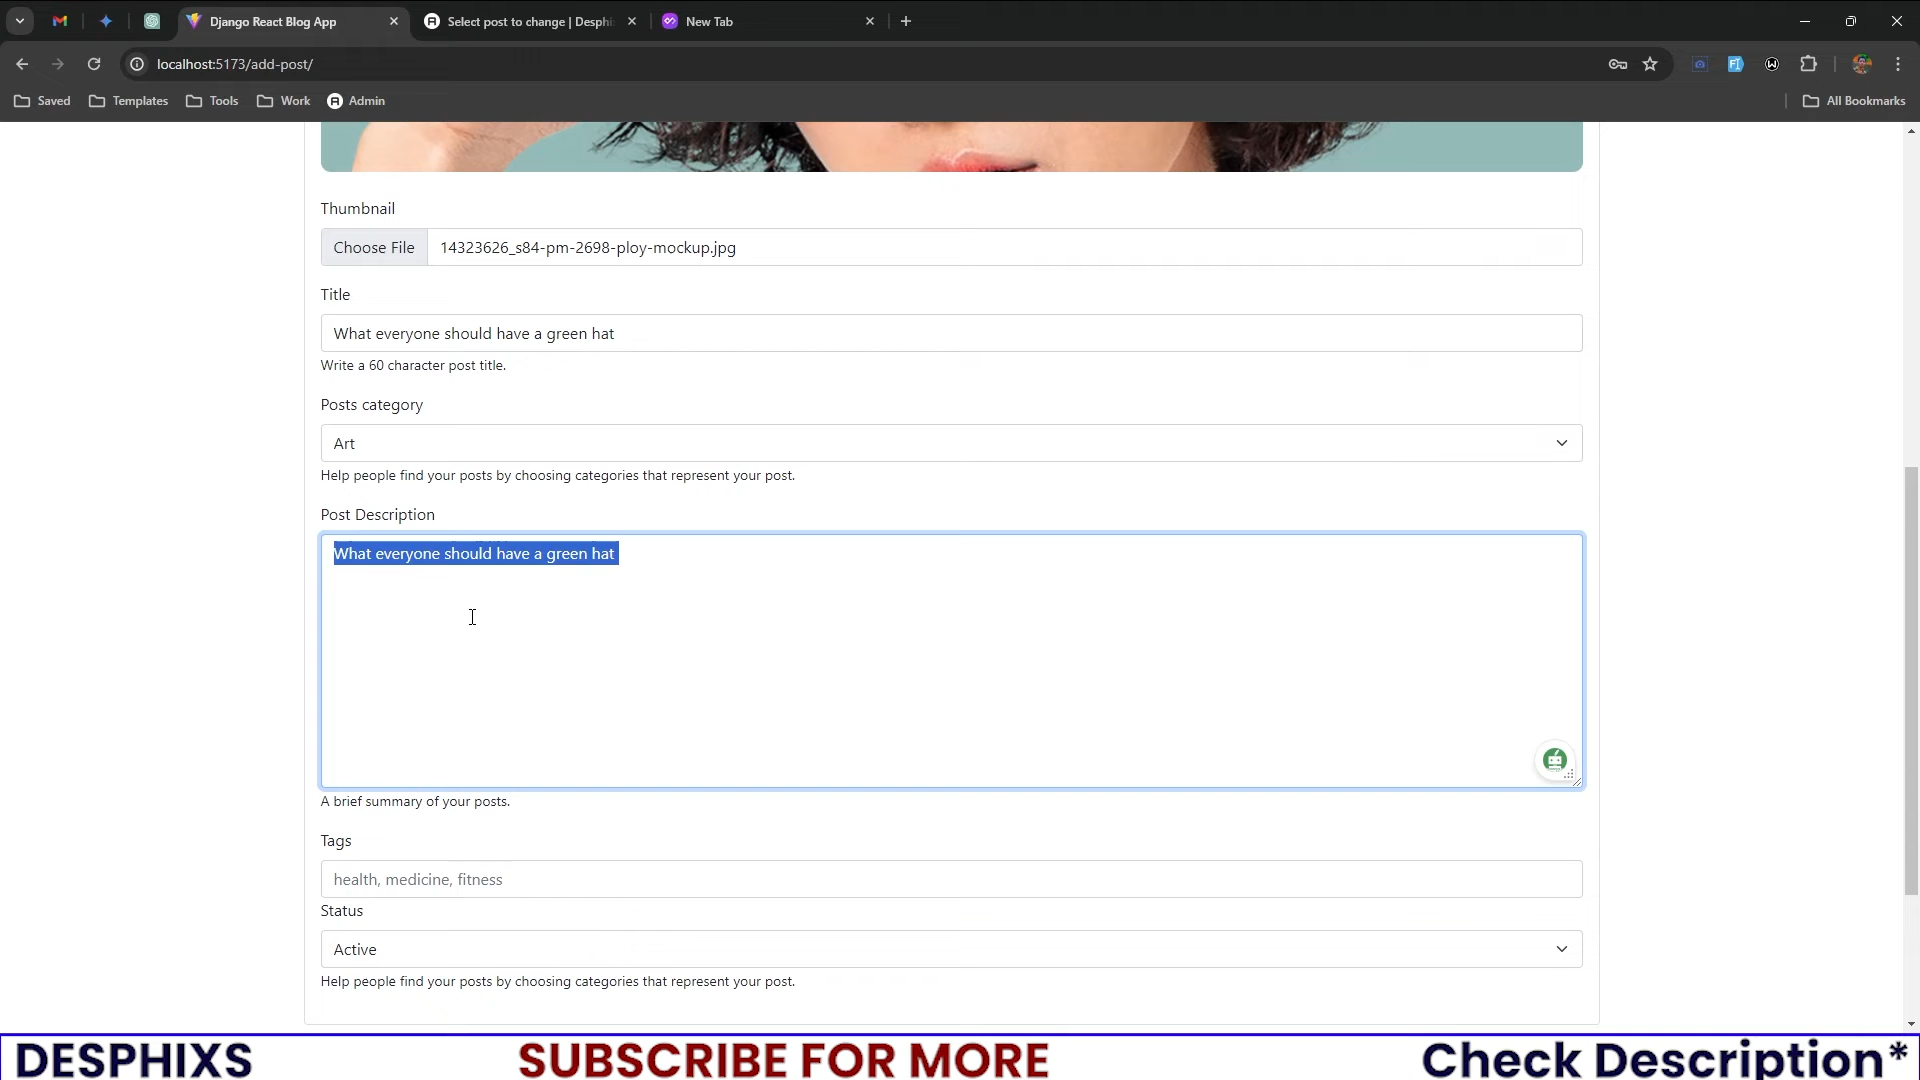 Django React Blog App
Select post to change | Desphi
New Tab
localhost:5173/add-post/
Saved
Templates
Tools
Work
Admin
All Bookmarks
Thumbnail
Choose File 14323626_s84-pm-2698-ploy-mockup.jpg
Title
What everyone should have a green hat
Write a 60 character post title.
Posts category
Art
Help people find your posts by choosing categories that represent your post.
Post Description
What everyone should have a green hat
A brief summary of your posts.
Tags
health, medicine, fitness
Status
Active
Help people find your posts by choosing categories that represent your post.
DESPHIXS SUBSCRIBE FOR MORE Check Description*